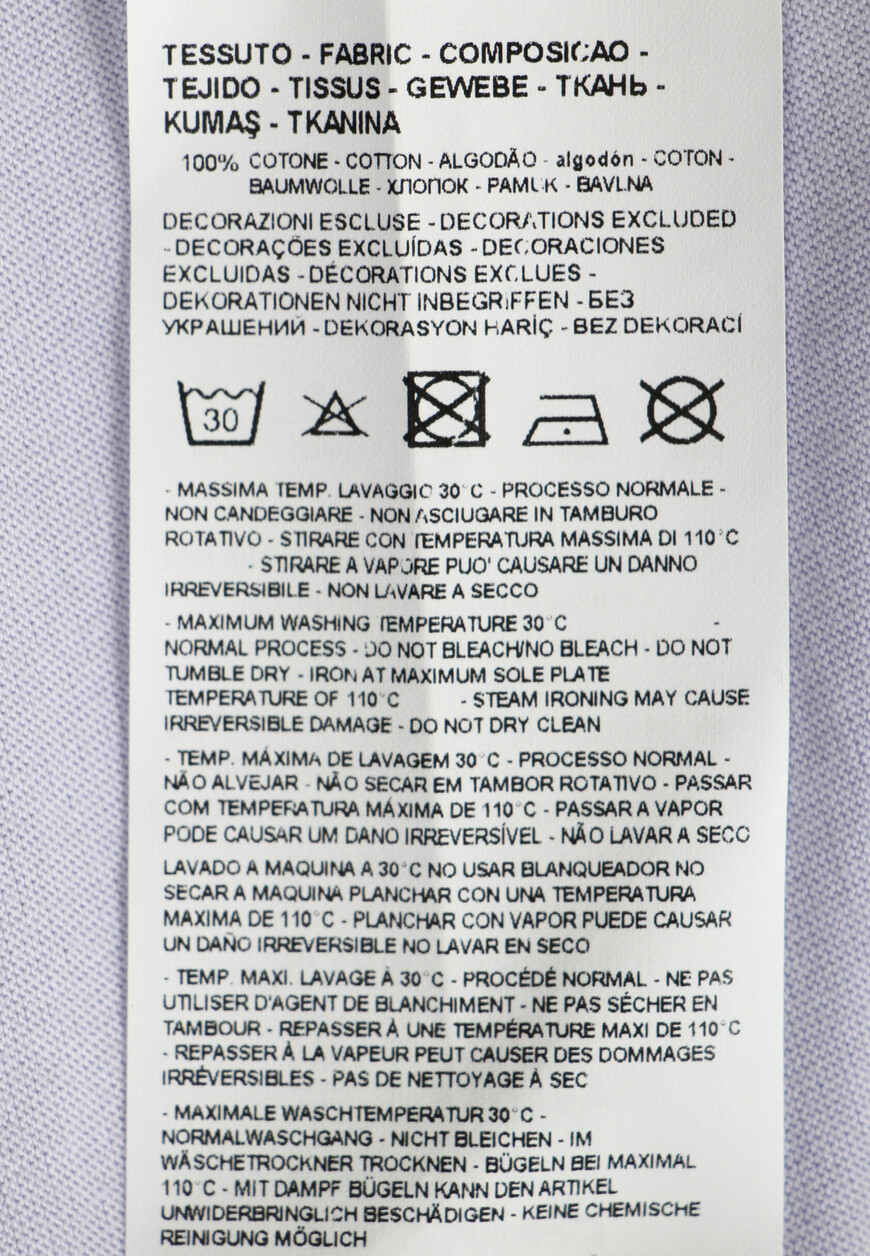 TESSUTO - FABRIC - COMPOSIÇAO -
TEJIDO - TISSUS - GEWEBE - ТКАНЬ -
KUMAŞ - TKANINA
100% COTONE - COTTON - ALGODÃO - algodón - COTON -
BAUMWOLLE - ХЛОПОК - PAMUK - BAVLNA
DECORAZIONI ESCLUSE - DECORATIONS EXCLUDED
- DECORAÇÕES EXCLUÍDAS - DECORACIONES
EXCLUIDAS - DÉCORATIONS EXCLUES -
DEKORATIONEN NICHT INBEGRIFFEN - БЕЗ
УКРАШЕНИЙ - DEKORASYON HARİÇ - BEZ DEKORACÍ
30
- MASSIMA TEMP. LAVAGGIO 30°C - PROCESSO NORMALE -
NON CANDEGGIARE - NON ASCIUGARE IN TAMBURO
ROTATIVO - STIRARE CON TEMPERATURA MASSIMA DI 110°C
- STIRARE A VAPORE PUO' CAUSARE UN DANNO
IRREVERSIBILE - NON LAVARE A SECCO
- MAXIMUM WASHING TEMPERATURE 30°C -
NORMAL PROCESS - DO NOT BLEACH/NO BLEACH - DO NOT
TUMBLE DRY - IRON AT MAXIMUM SOLE PLATE
TEMPERATURE OF 110°C - STEAM IRONING MAY CAUSE
IRREVERSIBLE DAMAGE - DO NOT DRY CLEAN
- TEMP. MÁXIMA DE LAVAGEM 30°C - PROCESSO NORMAL -
NÃO ALVEJAR - NÃO SECAR EM TAMBOR ROTATIVO - PASSAR
COM TEMPERATURA MÁXIMA DE 110°C - PASSAR A VAPOR
PODE CAUSAR UM DANO IRREVERSÍVEL - NÃO LAVAR A SECO
LAVADO A MAQUINA A 30°C NO USAR BLANQUEADOR NO
SECAR A MAQUINA PLANCHAR CON UNA TEMPERATURA
MAXIMA DE 110°C - PLANCHAR CON VAPOR PUEDE CAUSAR
UN DAÑO IRREVERSIBLE NO LAVAR EN SECO
- TEMP. MAXI. LAVAGE À 30°C - PROCÉDÉ NORMAL - NE PAS
UTILISER D'AGENT DE BLANCHIMENT - NE PAS SÉCHER EN
TAMBOUR - REPASSER À UNE TEMPÉRATURE MAXI DE 110°C
- REPASSER À LA VAPEUR PEUT CAUSER DES DOMMAGES
IRRÉVERSIBLES - PAS DE NETTOYAGE À SEC
- MAXIMALE WASCHTEMPERATUR 30°C -
NORMALWASCHGANG - NICHT BLEICHEN - IM
WÄSCHETROCKNER TROCKNEN - BÜGELN BEI MAXIMAL
110°C - MIT DAMPF BÜGELN KANN DEN ARTIKEL
UNWIDERBRINGLICH BESCHÄDIGEN - KEINE CHEMISCHE
REINIGUNG MÖGLICH